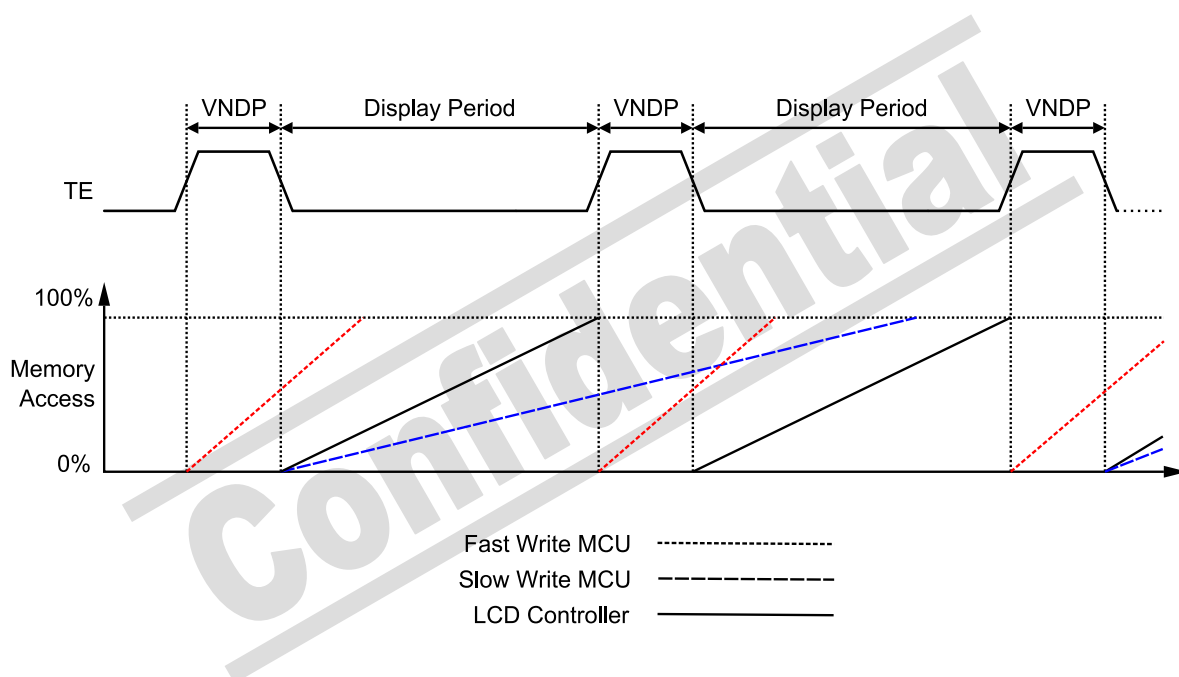 VNDP
Display Period
VNDP
Display Period
VNDP
TE
100%
Memory
Access
0%
Fast Write MCU
Slow Write MCU
LCD Controller
Confidential